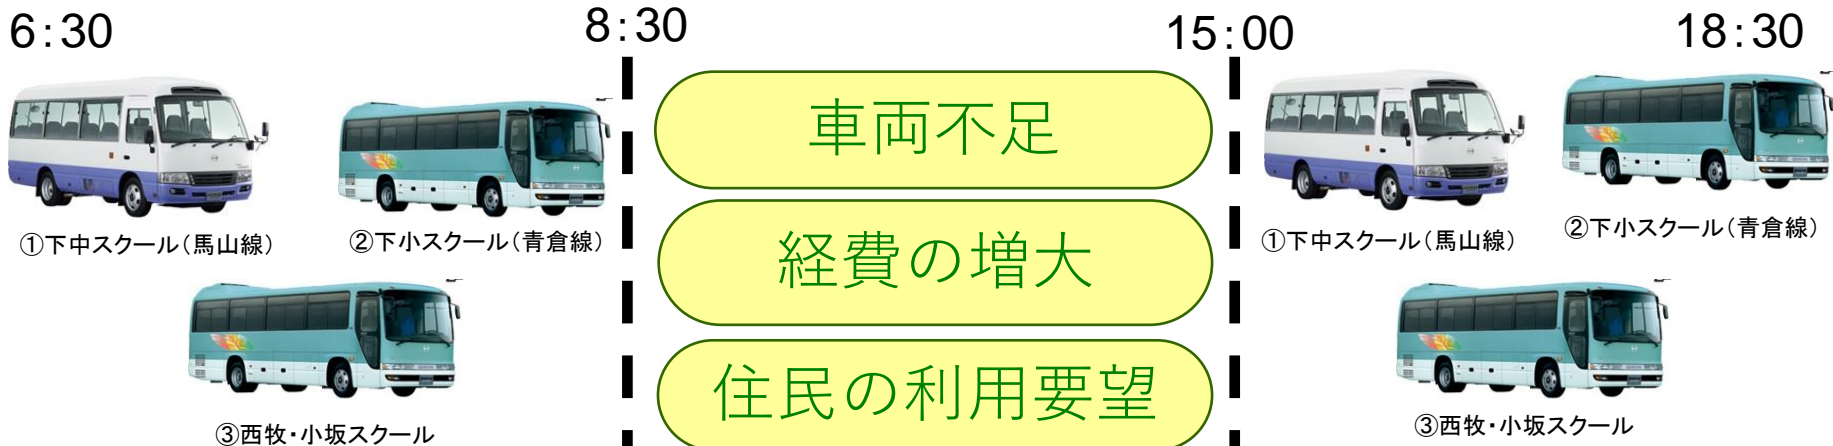 6:30
8:30
15:00
18:30
車両不足
経費の増大
住民の利用要望
①下中スクール(馬山線)
②下小スクール(青倉線)
③西牧・小坂スクール
①下中スクール(馬山線)
②下小スクール(青倉線)
③西牧・小坂スクール